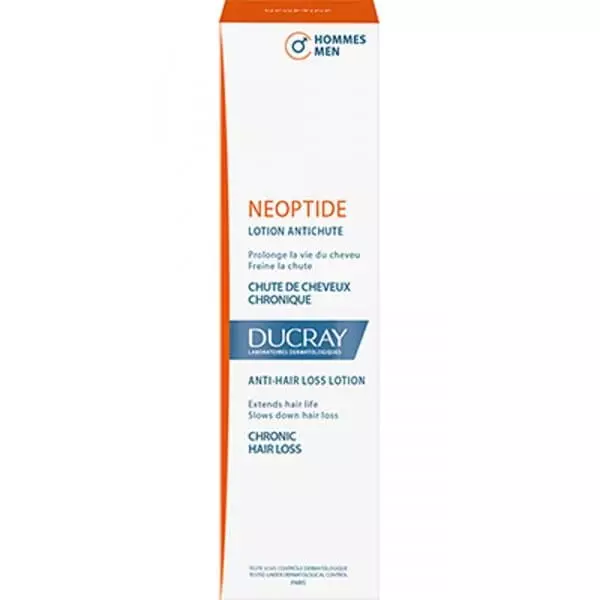 HOMMES
MEN
NEOPTIDE
LOTION ANTICHUTE
Prolonge la vie du cheveu
Freine la chute
CHUTE DE CHEVEUX
CHRONIQUE
DUCRAY
LABORATOIRES DERMATOLOGIQUES
ANTI-HAIR LOSS LOTION
Extends hair life
Slows down hair loss
CHRONIC
HAIR LOSS
TESTÉ SOUS CONTRÔLE DERMATOLOGIQUE
TESTED UNDER DERMATOLOGICAL CONTROL
PARIS